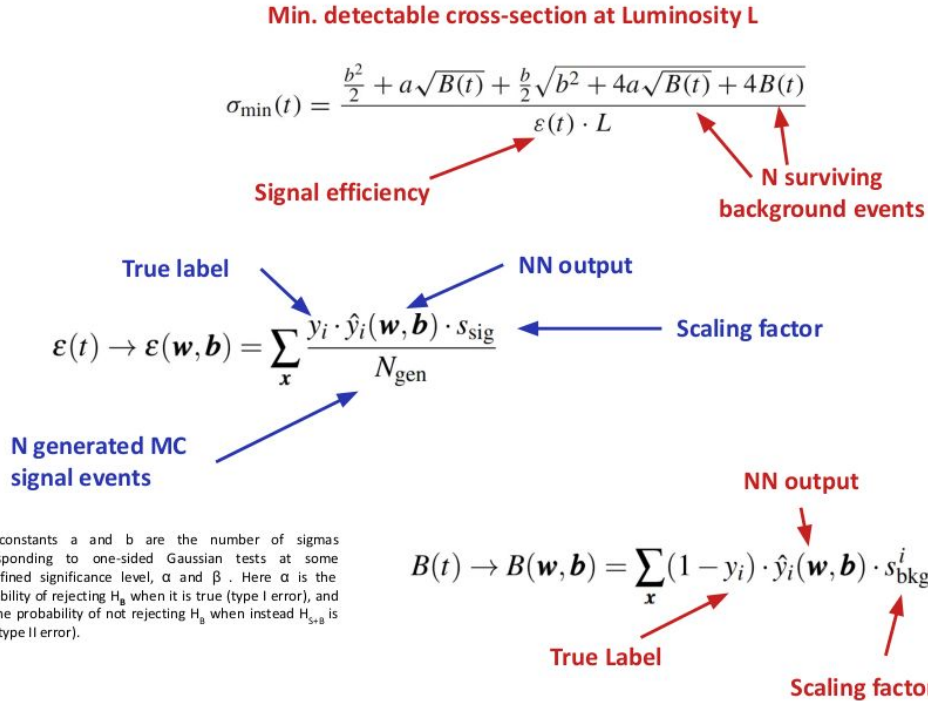 Min. detectable cross-section at Luminosity L
σ_min(t) = (b²/2 + a√B(t) + b/2 √(b² + 4a√B(t) + 4B(t))) / (ε(t) · L)
Signal efficiency
N surviving
background events
True label
NN output
ε(t) → ε(w, b) = ∑_x (y_i · ŷ_i(w, b) · s_sig) / N_gen
Scaling factor
N generated MC
signal events
NN output
constants a and b are the number of sigmas
sponding to one-sided Gaussian tests at some
fined significance level, α and β . Here α is the
bility of rejecting H_B when it is true (type I error), and
ne probability of not rejecting H_B when instead H_{S+B} is
type II error).
B(t) → B(w, b) = ∑_x (1 − y_i) · ŷ_i(w, b) · s^i_bkg
True Label
Scaling factor